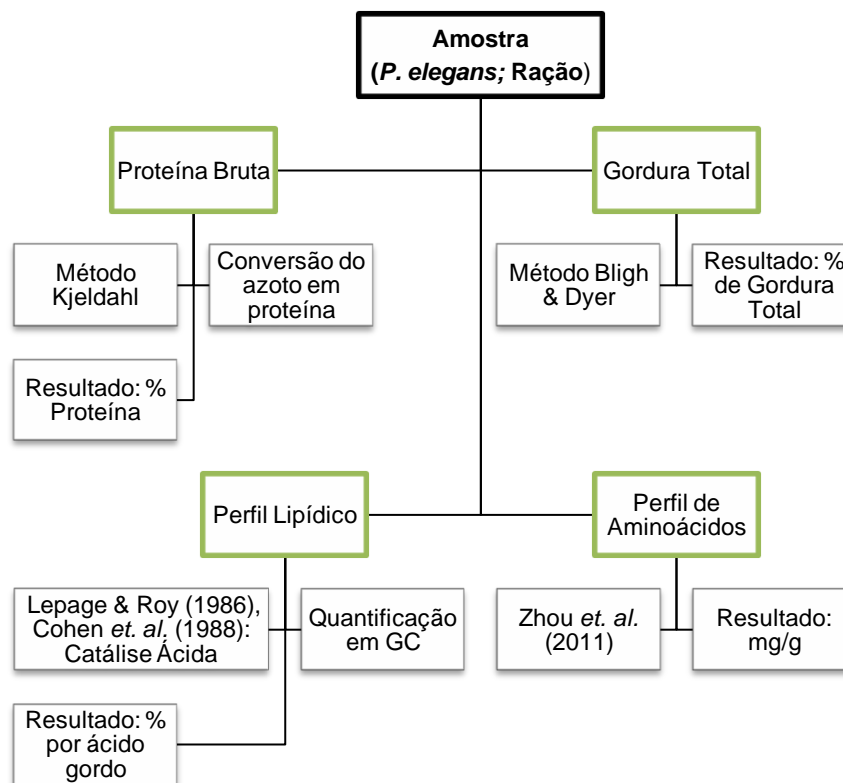 Amostra
(P. elegans; Ração)
Proteína Bruta
Gordura Total
Método
Kjeldahl
Conversão do
azoto em
proteína
Método Bligh
& Dyer
Resultado: %
de Gordura
Total
Resultado: %
Proteína
Perfil Lipídico
Perfil de
Aminoácidos
Lepage & Roy (1986),
Cohen et. al. (1988):
Catálise Ácida
Quantificação
em GC
Zhou et. al.
(2011)
Resultado:
mg/g
Resultado: %
por ácido
gordo